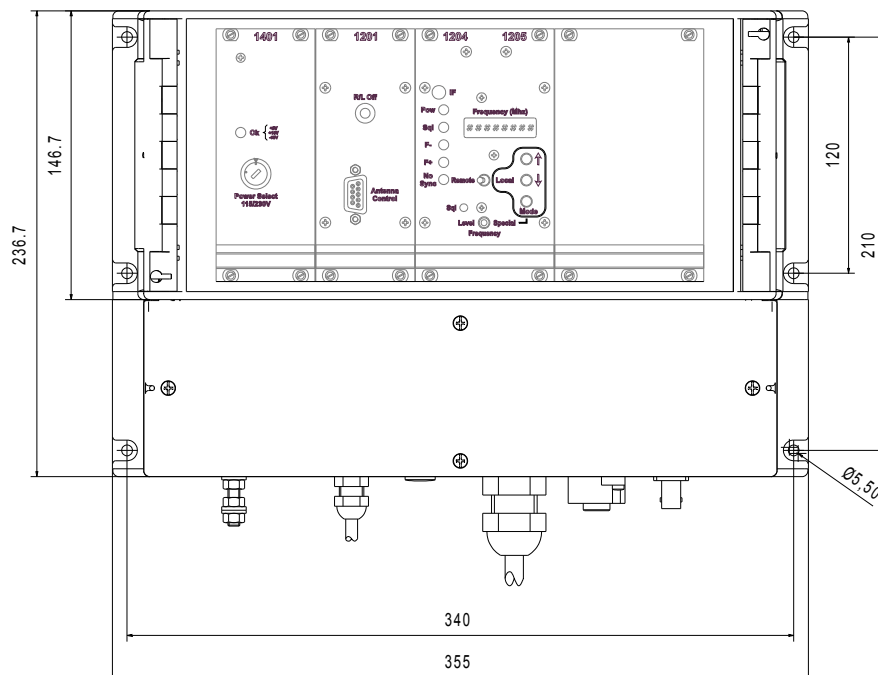 1401
1201
1204
1205
R/L Off
IF
Pow
Sql
F-
F+
No
Sync
Frequency (Mhz)
Ok
Power Select
115/230V
Antenna
Control
Remote
Local
Mode
Sql
Level
Special
Frequency
146.7
236.7
120
210
Ø5,50
340
355